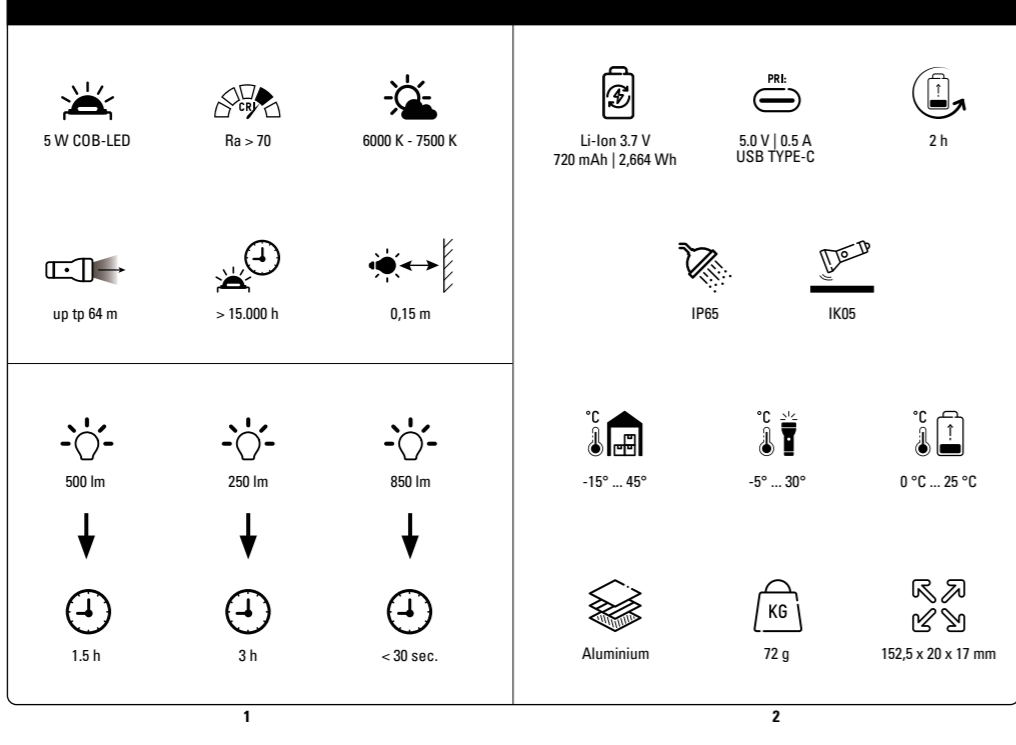 5 W COB-LED
CRI
Ra > 70
6000 K - 7500 K
up tp 64 m
> 15.000 h
0,15 m
500 lm
250 lm
850 lm
1.5 h
3 h
< 30 sec.
1
Li-Ion 3.7 V
720 mAh | 2,664 Wh
PRI:
5.0 V | 0.5 A
USB TYPE-C
2 h
IP65
IK05
°C
-15° ... 45°
°C
-5° ... 30°
°C
0 °C ... 25 °C
Aluminium
KG
72 g
152,5 x 20 x 17 mm
2